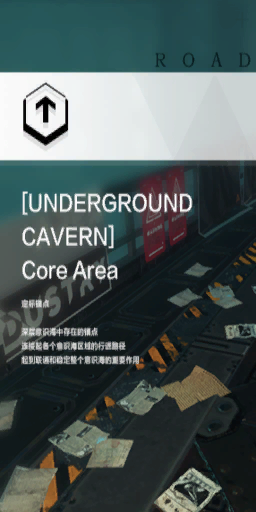 ROAD
[UNDERGROUND
CAVERN]
Core Area
定标锚点
深层意识海中存在的锚点
连接起各个意识海区域的行进路径
起到联通和稳定整个意识海的重要作用
DUSTRY